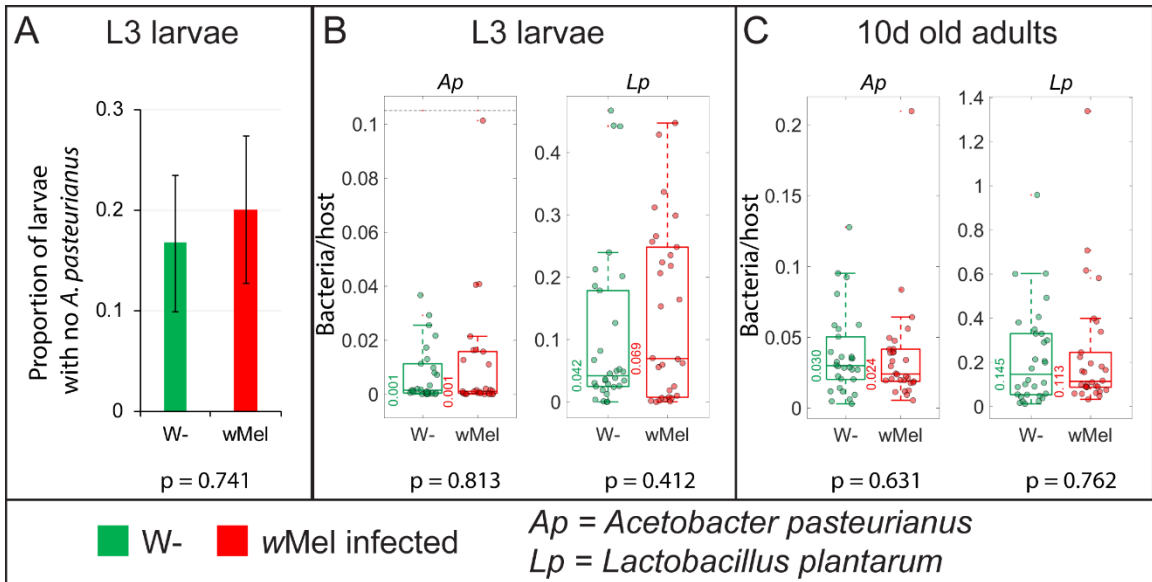 A
L3 larvae
Proportion of larvae
with no A. pasteurianus
0.3
0.2
0.1
0
W-
wMel
p = 0.741
B
L3 larvae
Ap
Lp
Bacteria/host
0.1
0.08
0.06
0.04
0.02
0
0.001
0.001
W-
wMel
p = 0.813
0.4
0.3
0.2
0.1
0
0.042
0.069
W-
wMel
p = 0.412
C
10d old adults
Ap
Lp
Bacteria/host
0.2
0.15
0.1
0.05
0
0.030
0.024
W-
wMel
p = 0.631
1.4
1.2
1
0.8
0.6
0.4
0.2
0
0.145
0.113
W-
wMel
p = 0.762
W-
wMel infected
Ap = Acetobacter pasteurianus
Lp = Lactobacillus plantarum